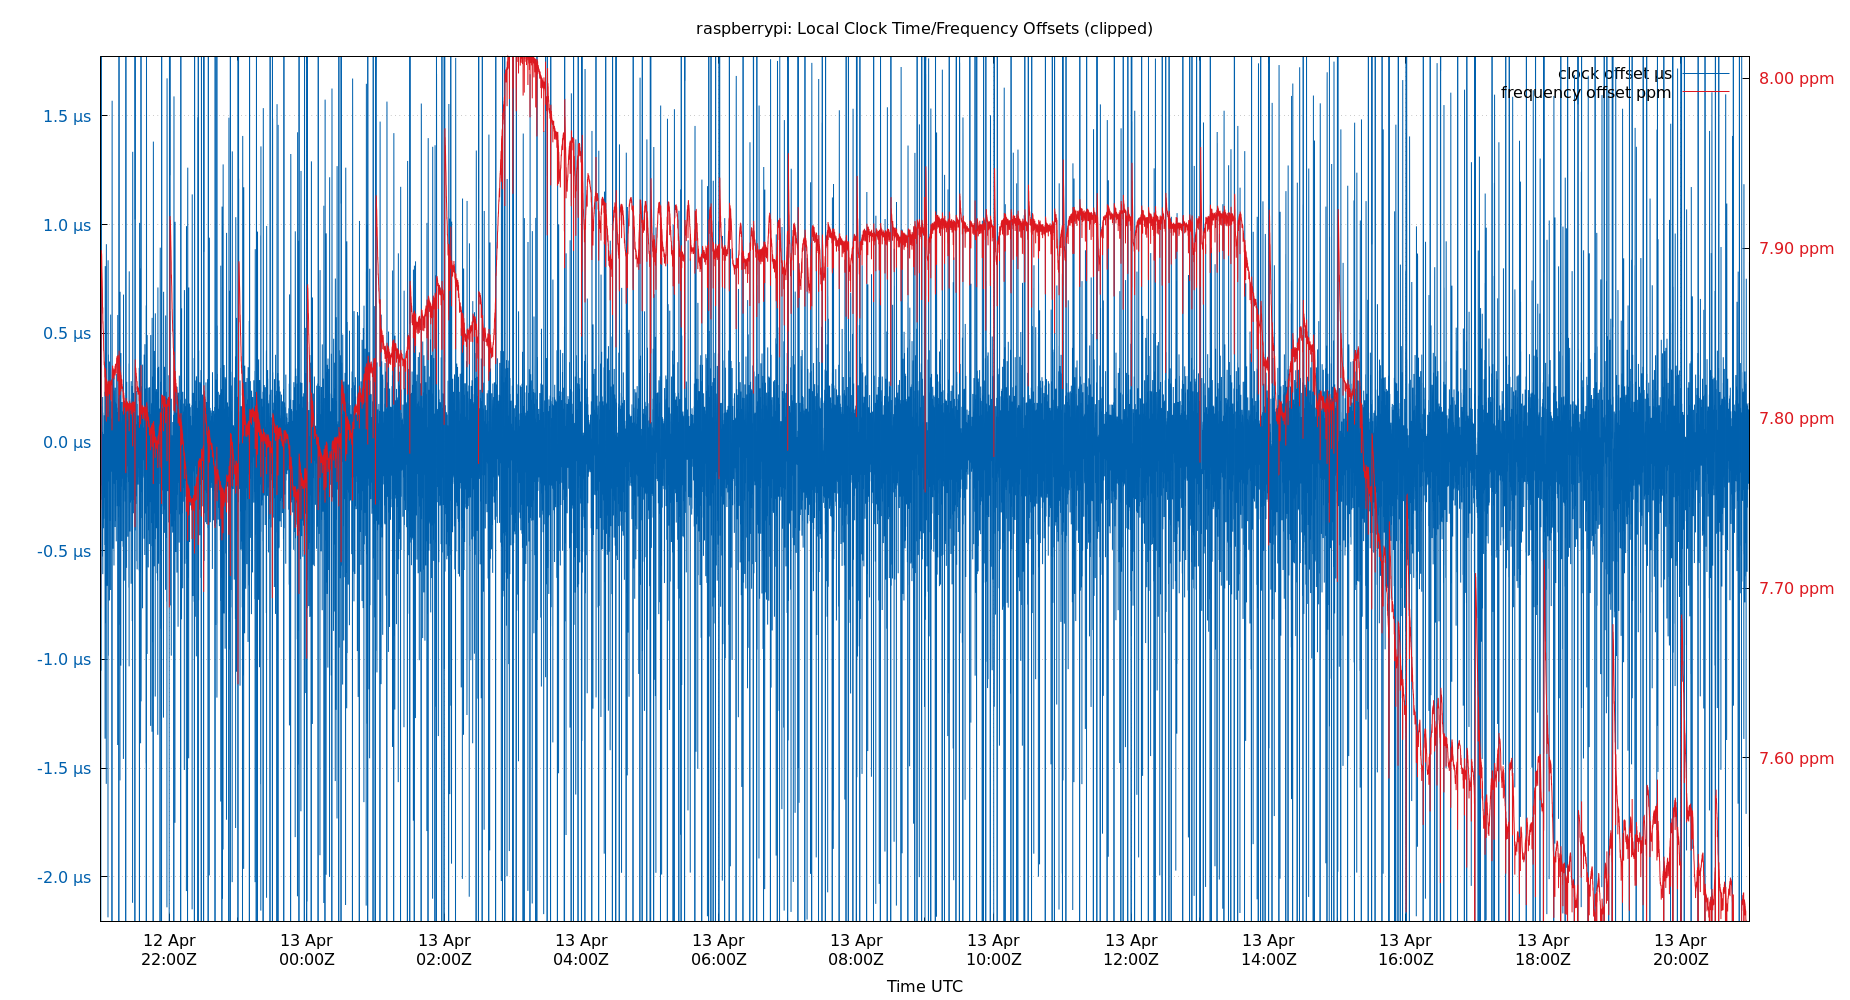 raspberrypi: Local Clock Time/Frequency Offsets (clipped)
clock offset µs
frequency offset ppm
1.5 µs
1.0 µs
0.5 µs
0.0 µs
-0.5 µs
-1.0 µs
-1.5 µs
-2.0 µs
8.00 ppm
7.90 ppm
7.80 ppm
7.70 ppm
7.60 ppm
12 Apr 13 Apr 13 Apr 13 Apr 13 Apr 13 Apr 13 Apr 13 Apr 13 Apr 13 Apr 13 Apr 13 Apr
22:00Z 00:00Z 02:00Z 04:00Z 06:00Z 08:00Z 10:00Z 12:00Z 14:00Z 16:00Z 18:00Z 20:00Z
Time UTC